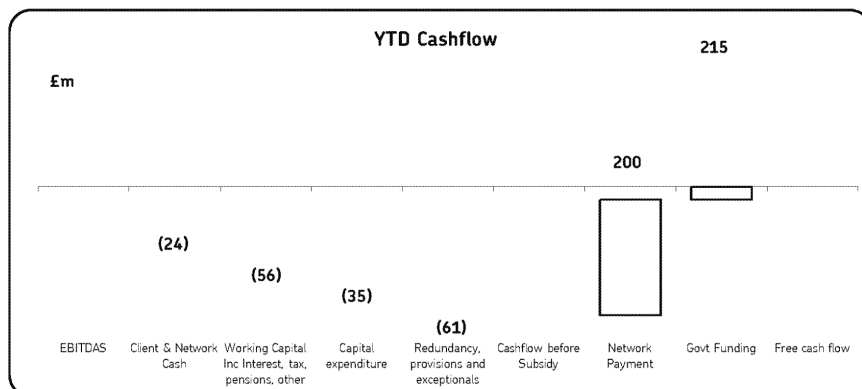 YTD Cashflow
215
£m
200
(24)
(56)
(35)
(61)
EBITDAS
Client & Network
Cash
Working Capital
Inc Interest, tax,
pensions, other
Capital
expenditure
Redundancy,
provisions and
exceptionals
Cashflow before
Subsidy
Network
Payment
Govt Funding
Free cash flow